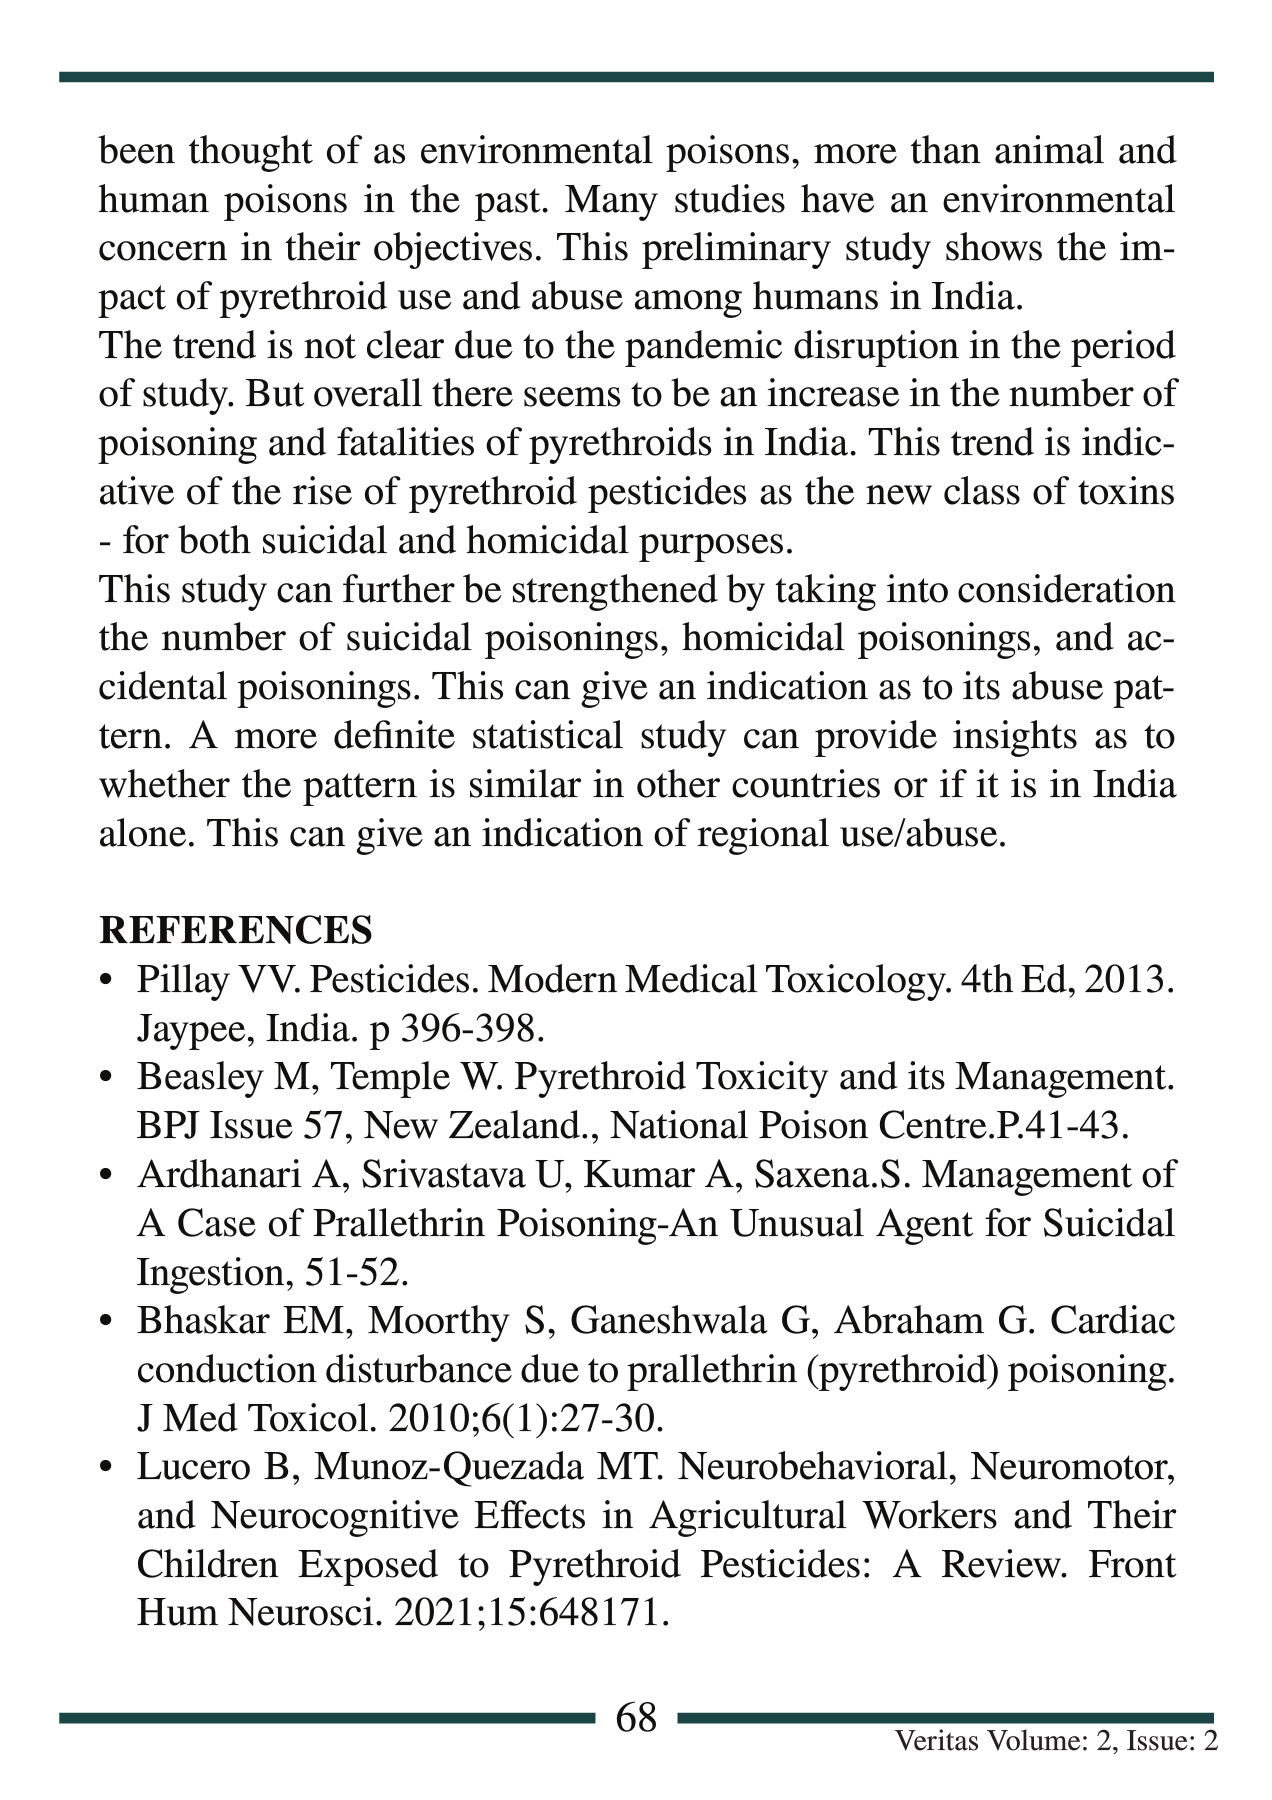 been thought of as environmental poisons, more than animal and
human poisons in the past. Many studies have an environmental
concern in their objectives. This preliminary study shows the im-
pact of pyrethroid use and abuse among humans in India.
The trend is not clear due to the pandemic disruption in the period
of study. But overall there seems to be an increase in the number of
poisoning and fatalities of pyrethroids in India. This trend is indic-
ative of the rise of pyrethroid pesticides as the new class of toxins
- for both suicidal and homicidal purposes.
This study can further be strengthened by taking into consideration
the number of suicidal poisonings, homicidal poisonings, and ac-
cidental poisonings. This can give an indication as to its abuse pat-
tern. A more definite statistical study can provide insights as to
whether the pattern is similar in other countries or if it is in India
alone. This can give an indication of regional use/abuse.
REFERENCES
• Pillay VV. Pesticides. Modern Medical Toxicology. 4th Ed, 2013.
Jaypee, India. p 396-398.
• Beasley M, Temple W. Pyrethroid Toxicity and its Management.
BPJ Issue 57, New Zealand., National Poison Centre.P.41-43.
• Ardhanari A, Srivastava U, Kumar A, Saxena.S. Management of
A Case of Prallethrin Poisoning-An Unusual Agent for Suicidal
Ingestion, 51-52.
• Bhaskar EM, Moorthy S, Ganeshwala G, Abraham G. Cardiac
conduction disturbance due to prallethrin (pyrethroid) poisoning.
J Med Toxicol. 2010;6(1):27-30.
• Lucero B, Munoz-Quezada MT. Neurobehavioral, Neuromotor,
and Neurocognitive Effects in Agricultural Workers and Their
Children Exposed to Pyrethroid Pesticides: A Review. Front
Hum Neurosci. 2021;15:648171.
68
Veritas Volume: 2, Issue: 2